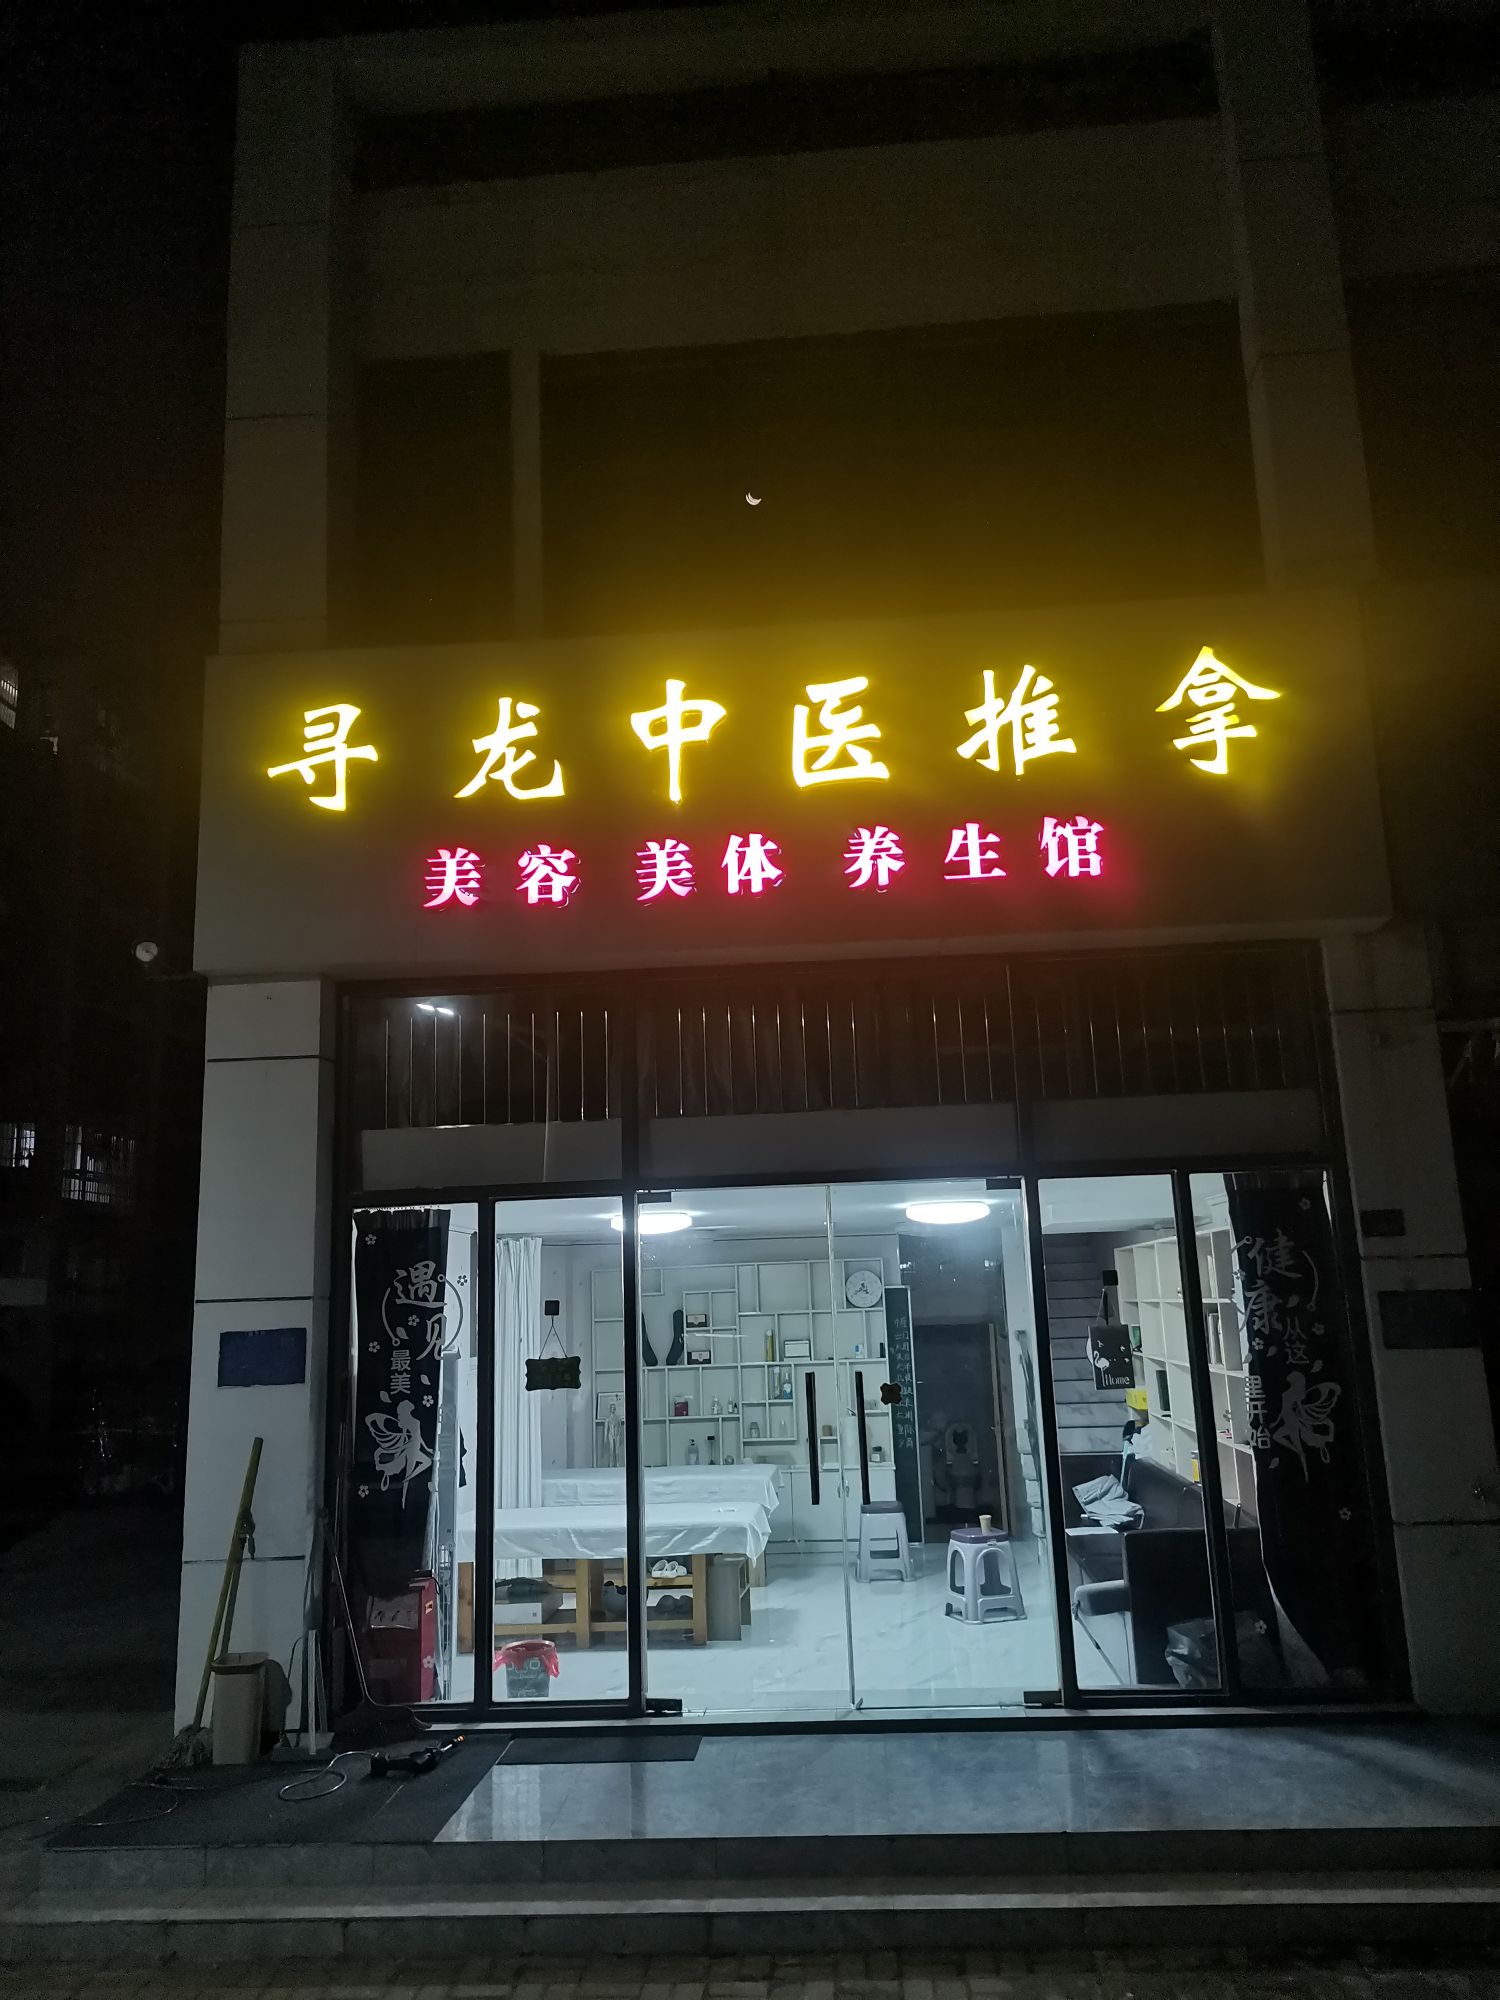 寻龙中医推拿
美容 美体 养生馆
遇见
最美
健康
从这
里开始
Home